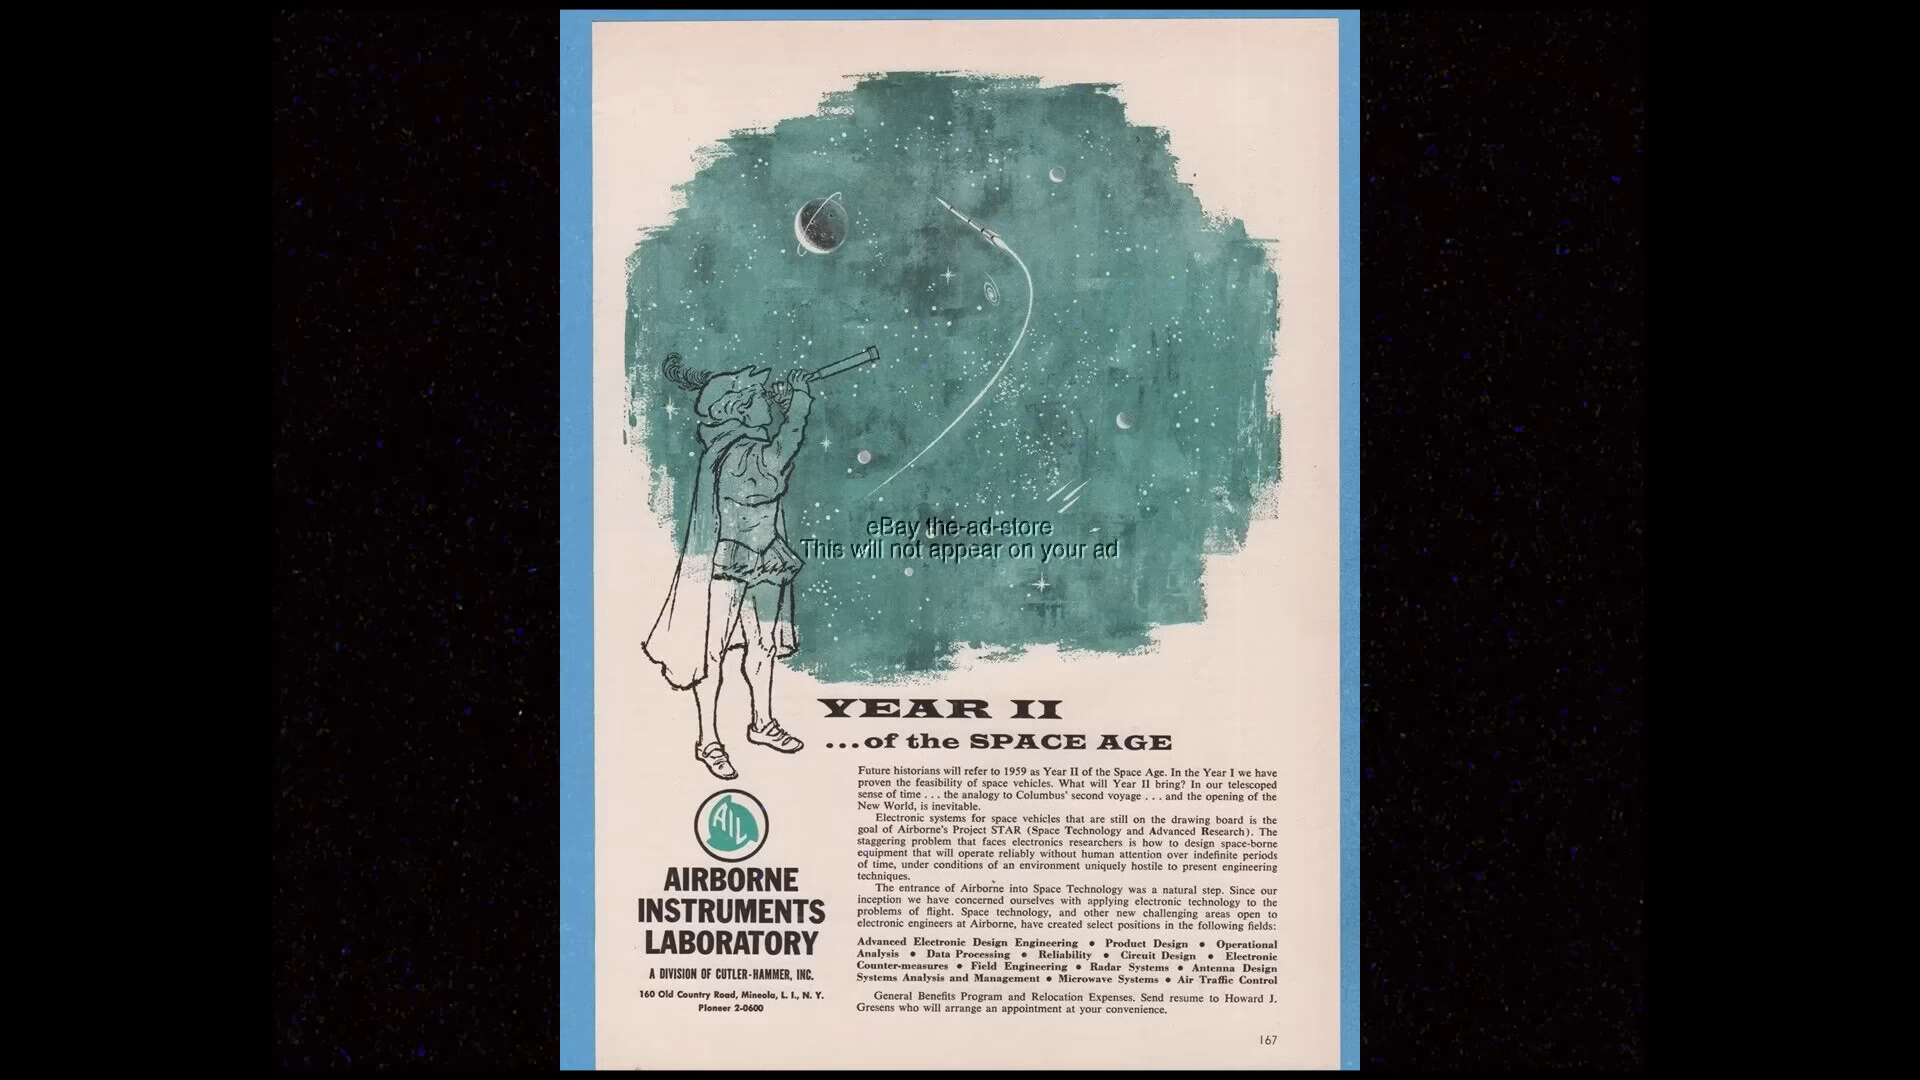 eBay the-ad-store
This will not appear on your ad
YEAR II
...of the SPACE AGE
Future historians will refer to 1959 as Year II of the Space Age. In the Year I we have
proven the feasibility of space vehicles. What will Year II bring? In our telescoped
sense of time . . . the analogy to Columbus' second voyage . . . and the opening of the
New World, is inevitable.
Electronic systems for space vehicles that are still on the drawing board is the
goal of Airborne's Project STAR (Space Technology and Advanced Research). The
staggering problem that faces electronics researchers is how to design space-borne
equipment that will operate reliably without human attention over indefinite periods
of time, under conditions of an environment uniquely hostile to present engineering
techniques.
The entrance of Airborne into Space Technology was a natural step. Since our
inception we have concerned ourselves with applying electronic technology to the
problems of flight. Space technology, and other new challenging areas open to
electronic engineers at Airborne, have created select positions in the following fields:
Advanced Electronic Design Engineering • Product Design • Operational
Analysis • Data Processing • Reliability • Circuit Design • Electronic
Counter-measures • Field Engineering • Radar Systems • Antenna Design
Systems Analysis and Management • Microwave Systems • Air Traffic Control
General Benefits Program and Relocation Expenses. Send resume to Howard J.
Gresens who will arrange an appointment at your convenience.
AIL
AIRBORNE
INSTRUMENTS
LABORATORY
A DIVISION OF CUTLER-HAMMER, INC.
160 Old Country Road, Mineola, L. I., N. Y.
PIoneer 2-0600
167